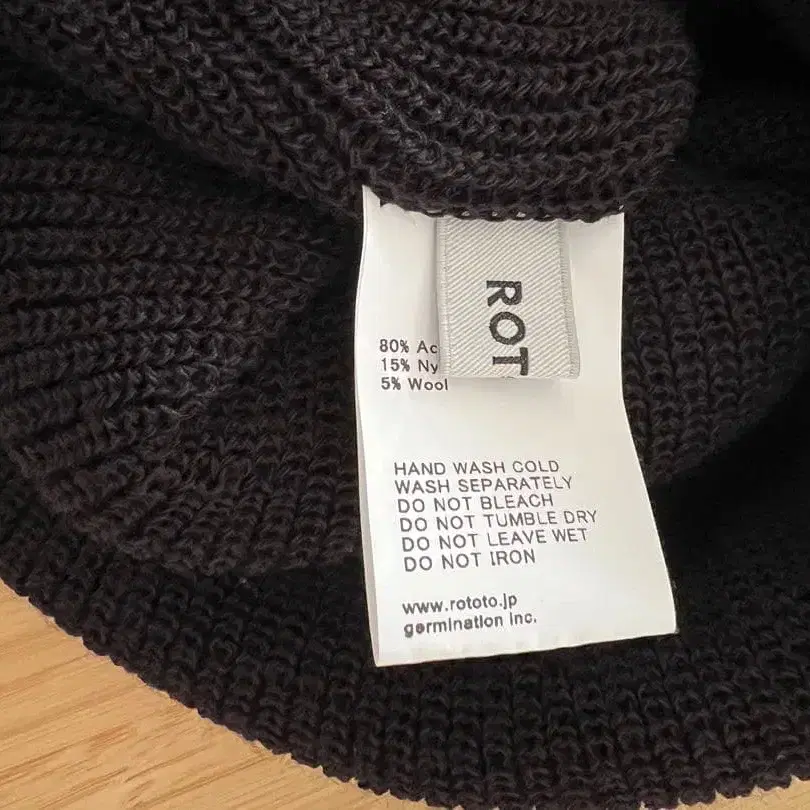 ROT
80% Ac
15% Ny
5% Wool
HAND WASH COLD
WASH SEPARATELY
DO NOT BLEACH
DO NOT TUMBLE DRY
DO NOT LEAVE WET
DO NOT IRON
www.rototo.jp
germination inc.